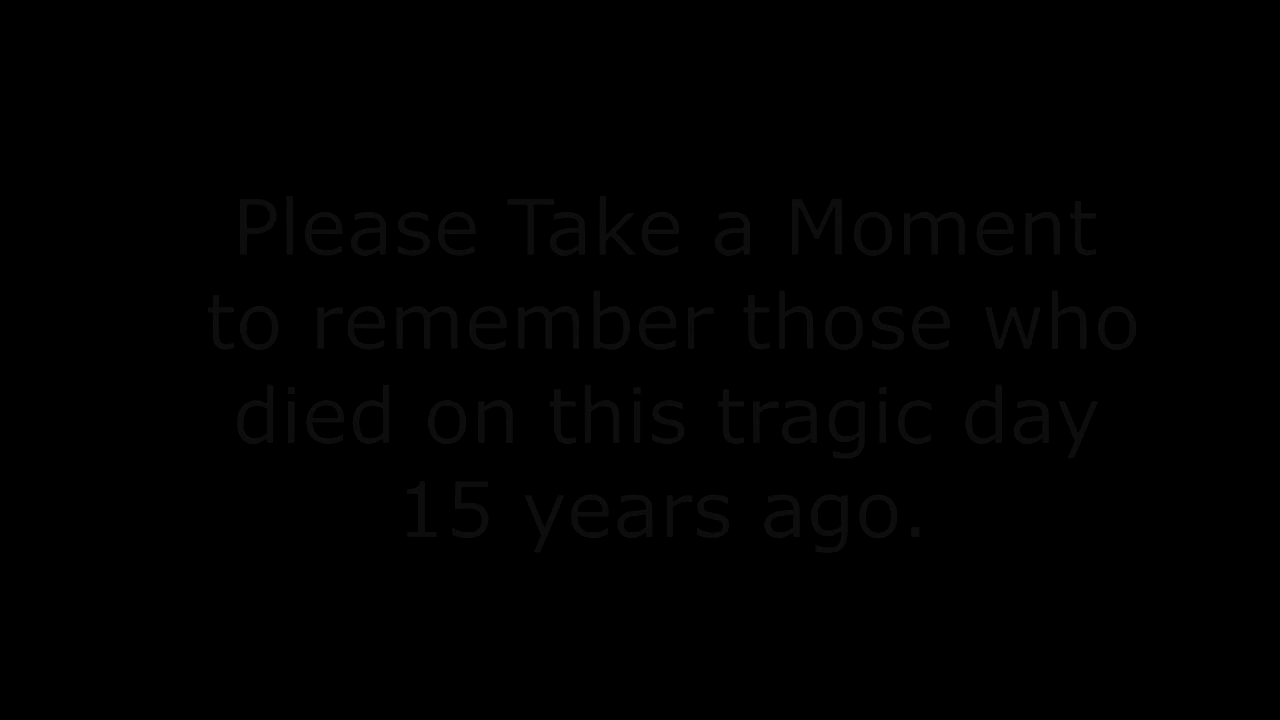 Please Take a Moment
to remember those who
died on this tragic day
15 years ago.